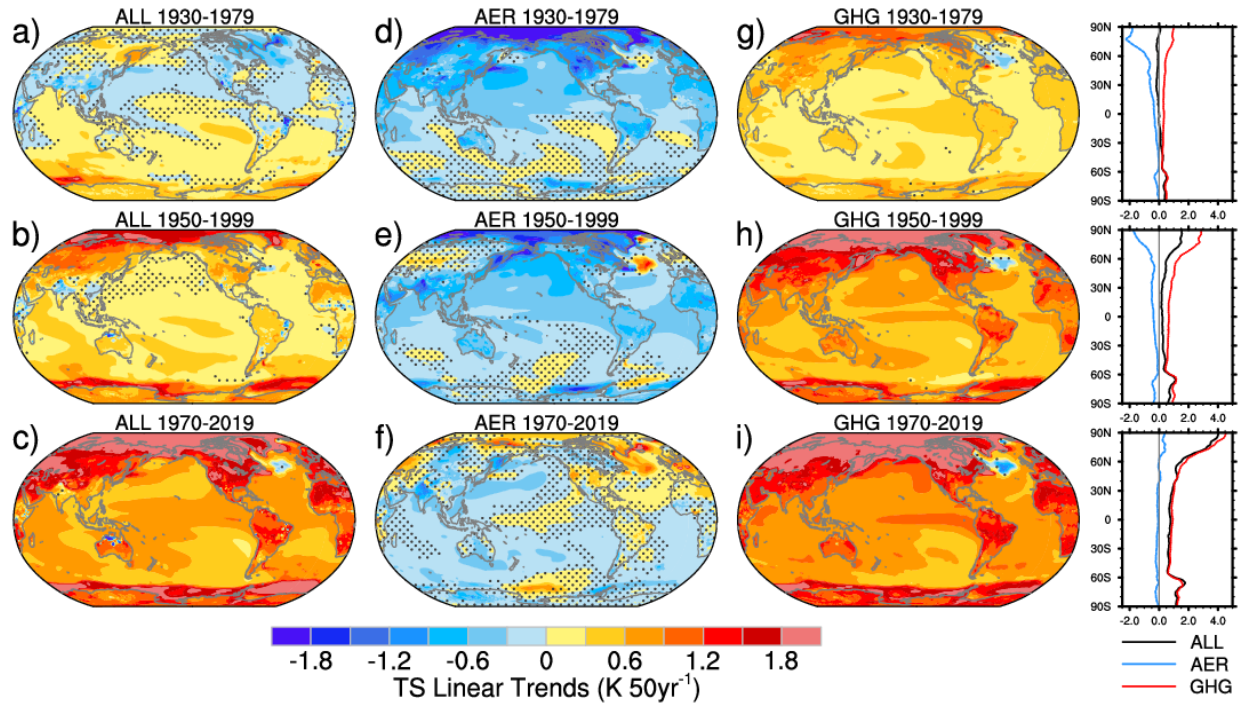 a) ALL 1930-1979
d) AER 1930-1979
g) GHG 1930-1979
90N
60N
30N
0
30S
60S
90S
-2.0 0.0 2.0 4.0
b) ALL 1950-1999
e) AER 1950-1999
h) GHG 1950-1999
90N
60N
30N
0
30S
60S
90S
-2.0 0.0 2.0 4.0
c) ALL 1970-2019
f) AER 1970-2019
i) GHG 1970-2019
90N
60N
30N
0
30S
60S
90S
-2.0 0.0 2.0 4.0
-1.8 -1.2 -0.6 0 0.6 1.2 1.8
TS Linear Trends (K 50yr⁻¹)
ALL
AER
GHG